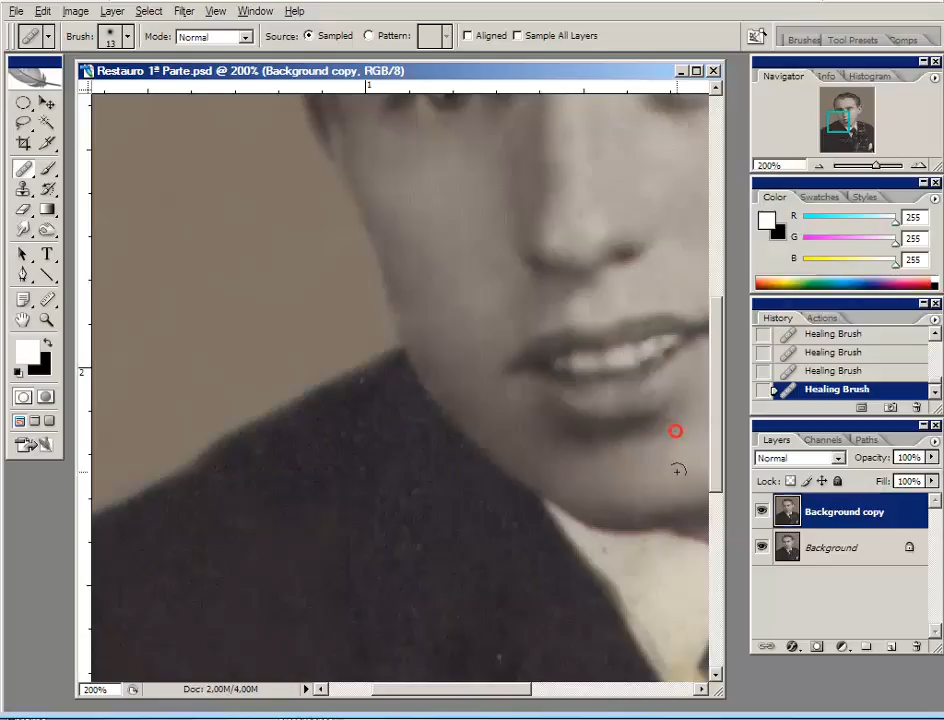 File Edit Image Layer Select Filter View Window Help
Brush: 13 Mode: Normal Source: Sampled Pattern: Aligned Sample All Layers Brushes Tool Presets Comps
Restauro 1ª Parte.psd @ 200% (Background copy, RGB/8)
1
2
200% Doc: 2,00M/4,00M
Navigator Info Histogram
200%
Color Swatches Styles
R 255
G 255
B 255
History Actions
Healing Brush
Healing Brush
Healing Brush
Healing Brush
Layers Channels Paths
Normal Opacity: 100%
Lock: Fill: 100%
Background copy
Background